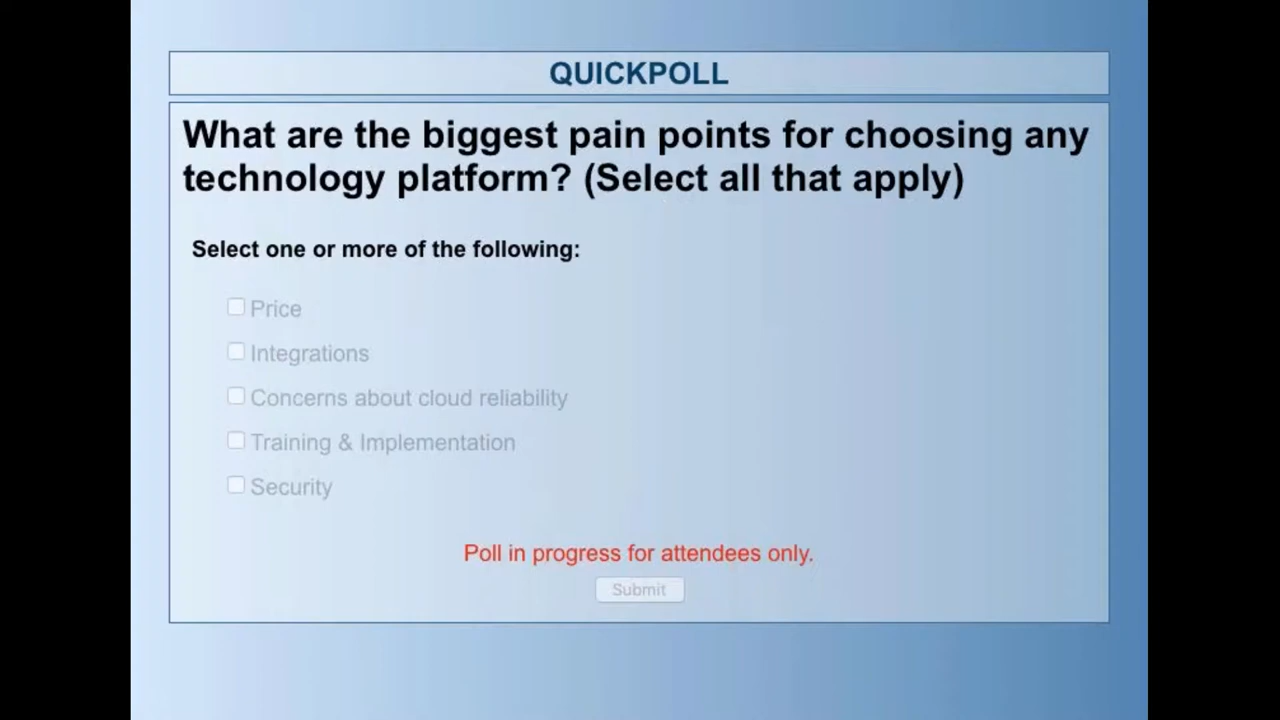 QUICKPOLL
What are the biggest pain points for choosing any
technology platform? (Select all that apply)
Select one or more of the following:
Price
Integrations
Concerns about cloud reliability
Training & Implementation
Security
Poll in progress for attendees only.
Submit